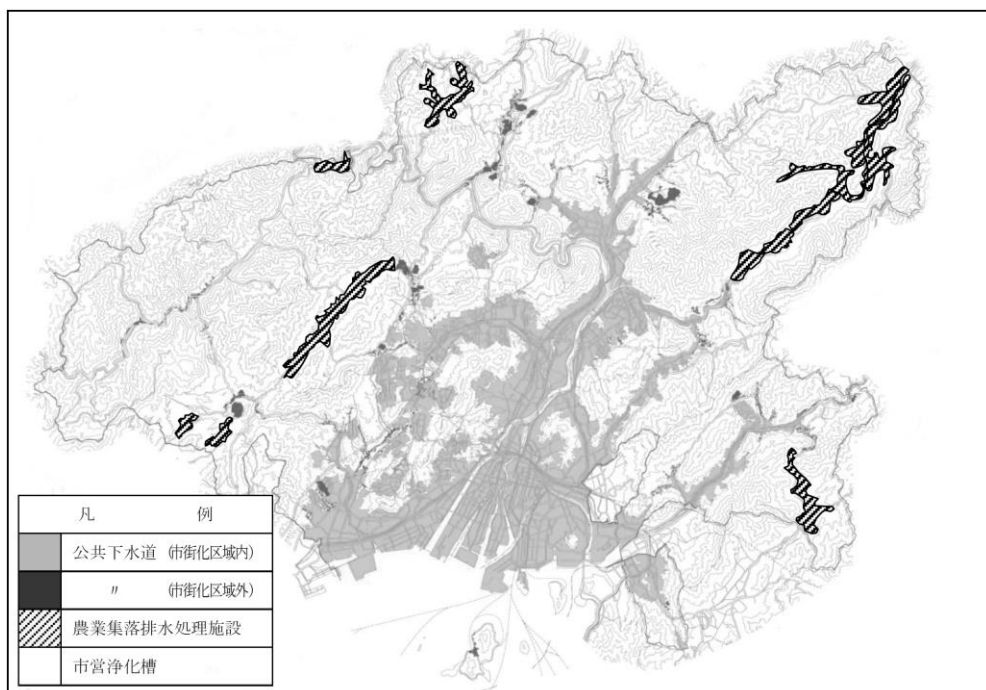 凡 例
公共下水道 (市街化区域内)
〃 (市街化区域外)
農業集落排水処理施設
市営浄化槽